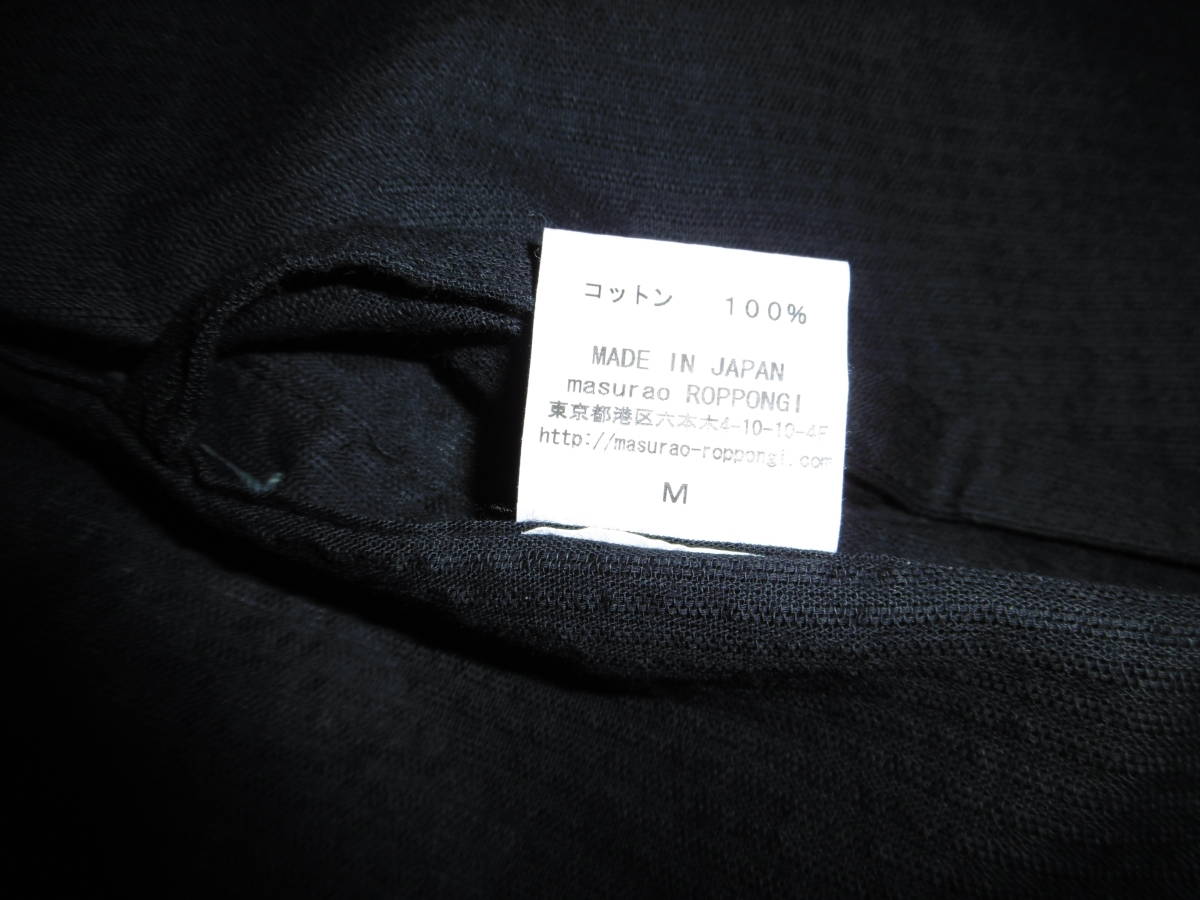 コットン　１００％
MADE IN JAPAN
masurao ROPPONGI
東京都港区六本木4-10-10-4F
http://masurao-roppongi.com
M